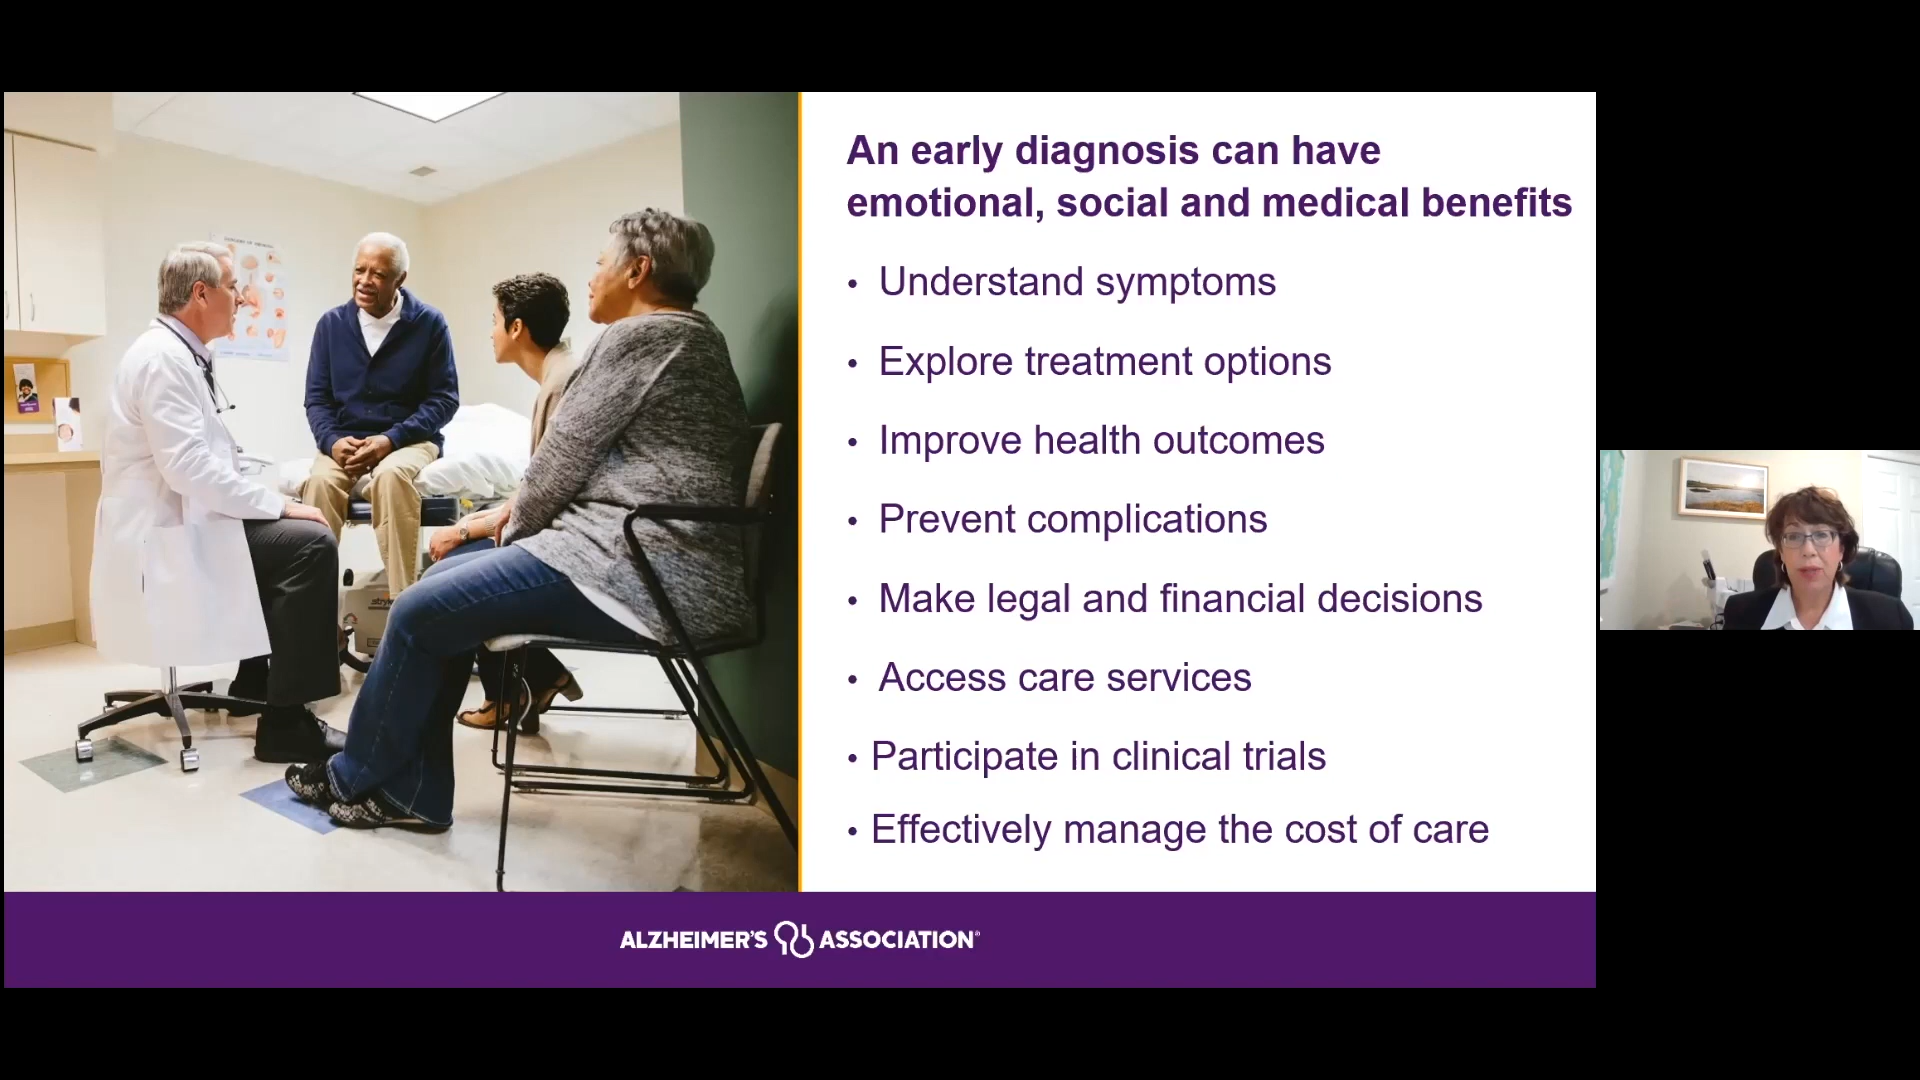 An early diagnosis can have
emotional, social and medical benefits
• Understand symptoms
• Explore treatment options
• Improve health outcomes
• Prevent complications
• Make legal and financial decisions
• Access care services
• Participate in clinical trials
• Effectively manage the cost of care
ALZHEIMER'S ASSOCIATION®